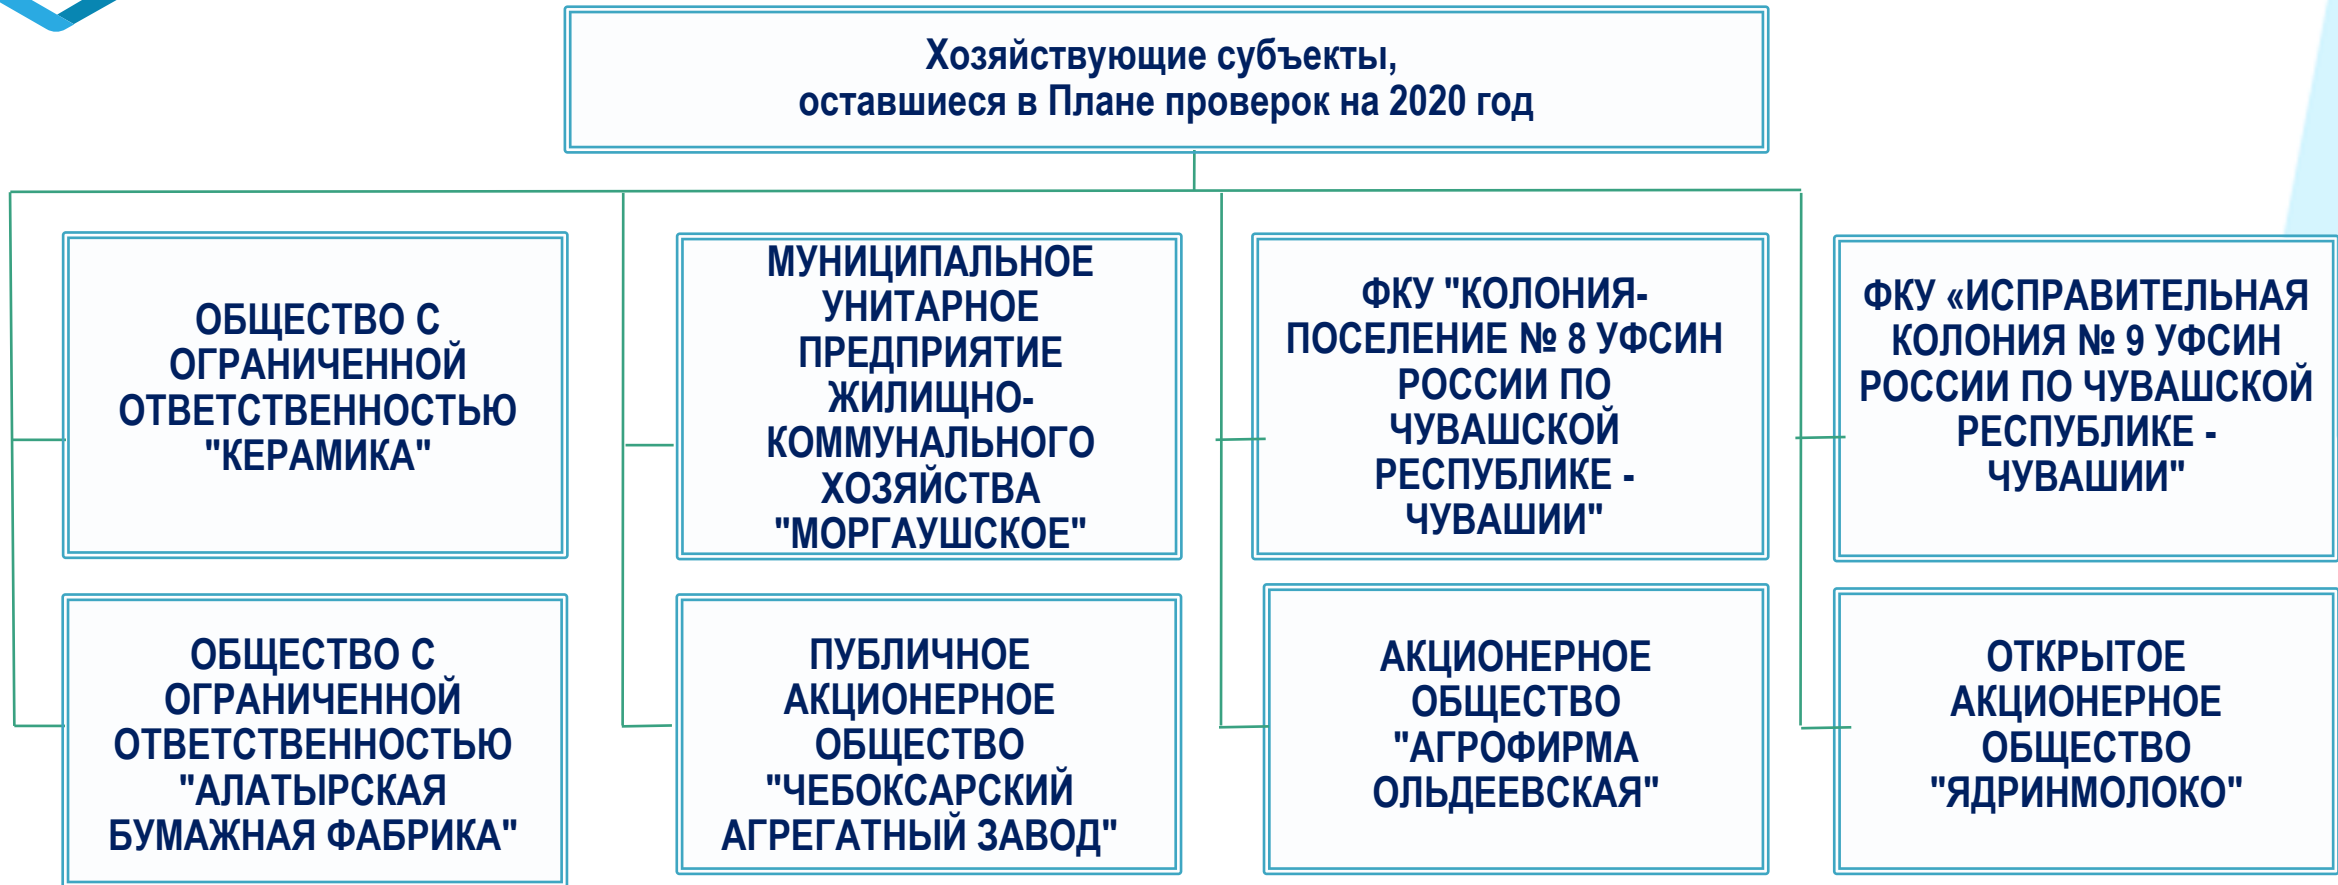 Хозяйствующие субъекты,
оставшиеся в Плане проверок на 2020 год
ОБЩЕСТВО С
ОГРАНИЧЕННОЙ
ОТВЕТСТВЕННОСТЬЮ
"КЕРАМИКА"
МУНИЦИПАЛЬНОЕ
УНИТАРНОЕ
ПРЕДПРИЯТИЕ
ЖИЛИЩНО-
КОММУНАЛЬНОГО
ХОЗЯЙСТВА
"МОРГАУШСКОЕ"
ФКУ "КОЛОНИЯ-
ПОСЕЛЕНИЕ № 8 УФСИН
РОССИИ ПО
ЧУВАШСКОЙ
РЕСПУБЛИКЕ -
ЧУВАШИИ"
ФКУ «ИСПРАВИТЕЛЬНАЯ
КОЛОНИЯ № 9 УФСИН
РОССИИ ПО ЧУВАШСКОЙ
РЕСПУБЛИКЕ -
ЧУВАШИИ"
ОБЩЕСТВО С
ОГРАНИЧЕННОЙ
ОТВЕТСТВЕННОСТЬЮ
"АЛАТЫРСКАЯ
БУМАЖНАЯ ФАБРИКА"
ПУБЛИЧНОЕ
АКЦИОНЕРНОЕ
ОБЩЕСТВО
"ЧЕБОКСАРСКИЙ
АГРЕГАТНЫЙ ЗАВОД"
АКЦИОНЕРНОЕ
ОБЩЕСТВО
"АГРОФИРМА
ОЛЬДЕЕВСКАЯ"
ОТКРЫТОЕ
АКЦИОНЕРНОЕ
ОБЩЕСТВО
"ЯДРИНМОЛОКО"